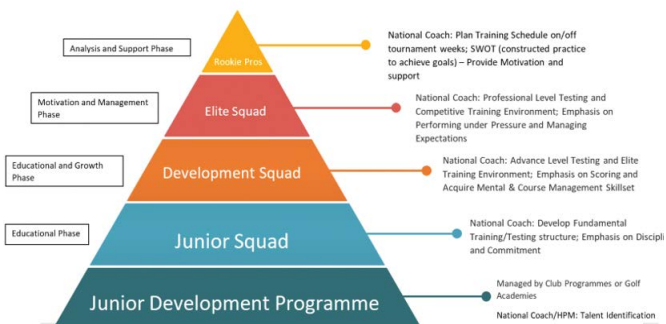 Analysis and Support Phase
Rookie Pros
National Coach: Plan Training Schedule on/off
tournament weeks; SWOT (constructed practice
to achieve goals) – Provide Motivation and
support
Motivation and Management
Phase
Elite Squad
National Coach: Professional Level Testing and
Competitive Training Environment; Emphasis on
Performing under Pressure and Managing
Expectations
Educational and Growth
Phase
Development Squad
National Coach: Advance Level Testing and Elite
Training Environment; Emphasis on Scoring and
Acquire Mental & Course Management Skillset
Educational Phase
Junior Squad
National Coach: Develop Fundamental
Training/Testing structure; Emphasis on Discipli
and Commitment
Junior Development Programme
Managed by Club Programmes or Golf
Academies
National Coach/HPM: Talent Identification